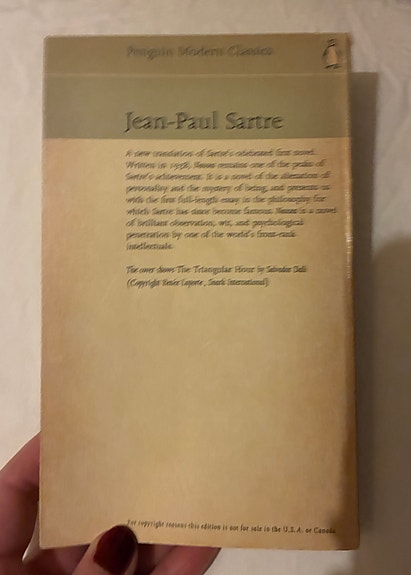 Penguin Modern Classics
Jean-Paul Sartre
A new translation of Sartre's celebrated first novel.
Written in 1938, Nausea remains one of the peaks of
Sartre's achievement. It is a novel of the alienation of
personality and the mystery of being, and presents us
with the first full-length essay in the philosophy for
which Sartre has since become famous. Nausea is a novel
of brilliant observation, wit, and psychological
penetration by one of the world's front-rank
intellectuals.
The cover shows The Triangular Hour by Salvador Dali
(Copyright Renée Laporte, Snark International)
For copyright reasons this edition is not for sale in the U.S.A. or Canada